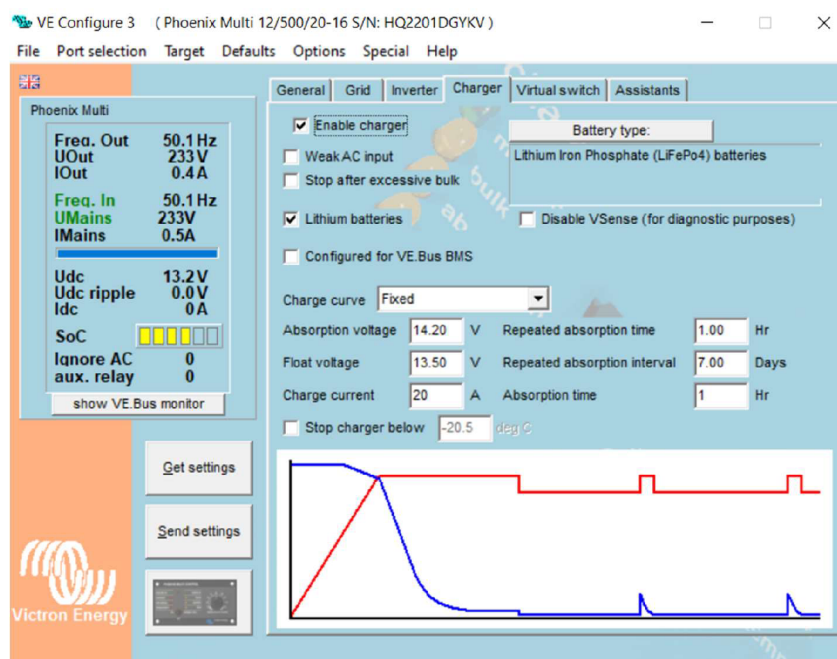 VE Configure 3 ( Phoenix Multi 12/500/20-16 S/N: HQ2201DGYKV )
File Port selection Target Defaults Options Special Help
General Grid Inverter Charger Virtual switch Assistants
Phoenix Multi
Freq. Out 50.1 Hz
UOut 233 V
IOut 0.4 A
Freq. In 50.1 Hz
UMains 233V
IMains 0.5A
Udc 13.2 V
Udc ripple 0.0 V
Idc 0 A
SoC
Ignore AC 0
aux. relay 0
show VE.Bus monitor
Get settings
Send settings
Victron Energy
Enable charger
Battery type:
Weak AC input
Lithium Iron Phosphate (LiFePo4) batteries
Stop after excessive bulk
Lithium batteries
Disable VSense (for diagnostic purposes)
Configured for VE.Bus BMS
Charge curve Fixed
Absorption voltage 14.20 V Repeated absorption time 1.00 Hr
Float voltage 13.50 V Repeated absorption interval 7.00 Days
Charge current 20 A Absorption time 1 Hr
Stop charger below -20.5 deg C
bulk
ab